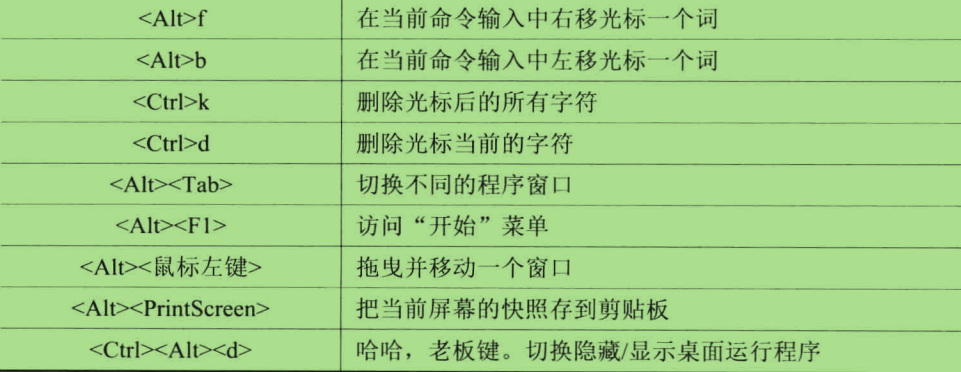 <Alt>f 在当前命令输入中右移光标一个词
<Alt>b 在当前命令输入中左移光标一个词
<Ctrl>k 删除光标后的所有字符
<Ctrl>d 删除光标当前的字符
<Alt><Tab> 切换不同的程序窗口
<Alt><F1> 访问“开始”菜单
<Alt><鼠标左键> 拖曳并移动一个窗口
<Alt><PrintScreen> 把当前屏幕的快照存到剪贴板
<Ctrl><Alt><d> 哈哈，老板键。切换隐藏/显示桌面运行程序